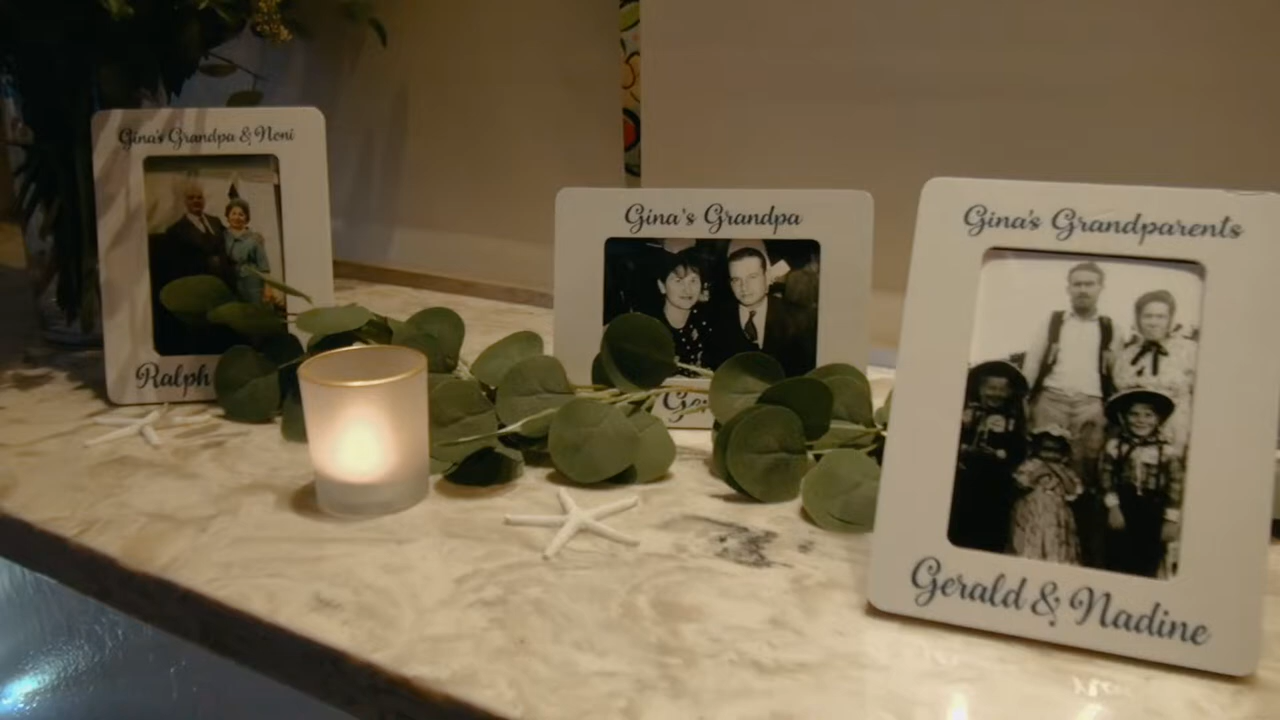 Gina's Grandpa & Noni
Ralph
Gina's Grandpa
Gina's Grandparents
Gerald & Nadine